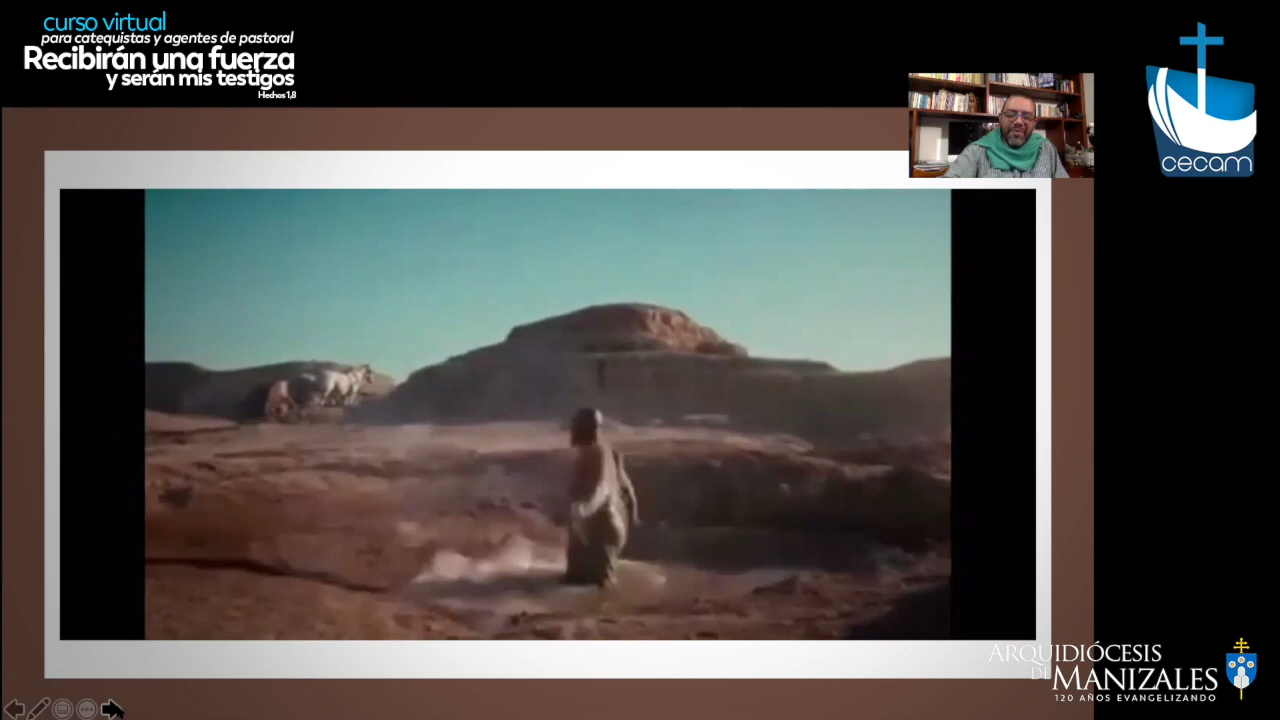 curso virtual
para catequistas y agentes de pastoral
Recibirán una fuerza
y serán mis testigos
Hechos 1,8
cecam
ARQUIDIÓCESIS
DE MANIZALES
120 AÑOS EVANGELIZANDO